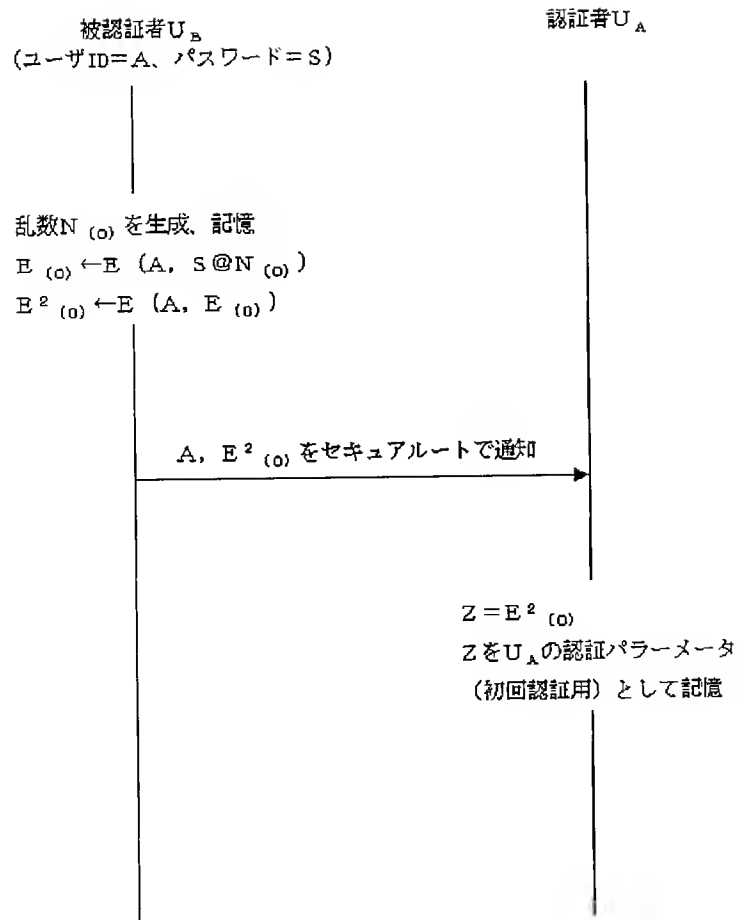 被認証者U_B
(ユーザID=A、パスワード=S)
認証者U_A
乱数N_(0)を生成、記憶
E_(0)←E (A, S@N_(0))
E²_(0)←E (A, E_(0))
A, E²_(0)をセキュアルートで通知
Z=E²_(0)
ZをU_Aの認証パラーメータ
(初回認証用)として記憶